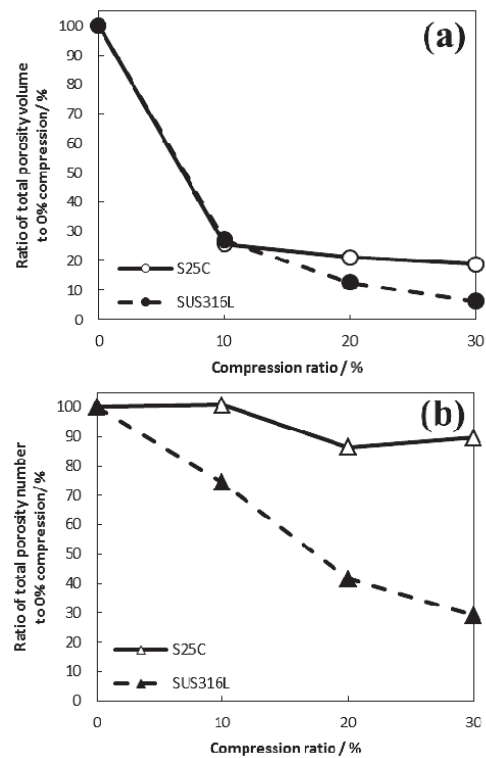 (a)
Ratio of total porosity volume
to 0% compression/ %
100
90
80
70
60
50
40
30
20
10
0
S25C
SUS316L
0 10 20 30
Compression ratio / %
(b)
Ratio of total porosity number
to 0% compression/ %
100
90
80
70
60
50
40
30
20
10
0
S25C
SUS316L
0 10 20 30
Compression ratio / %